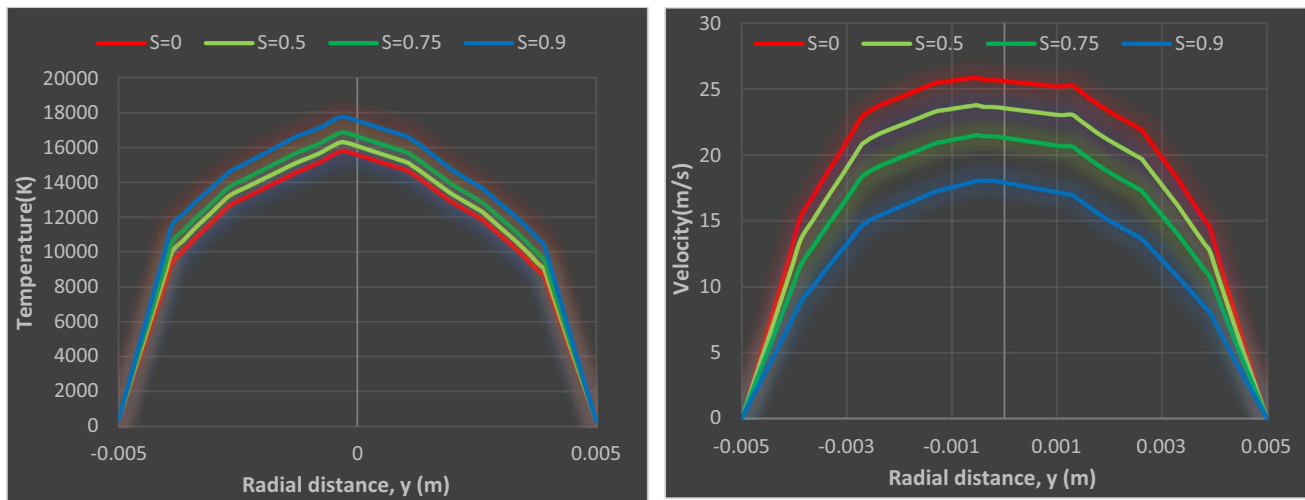 S=0 S=0.5 S=0.75 S=0.9
20000
18000
16000
14000
12000
10000
8000
6000
4000
2000
0
Temperature(K)
-0.005 0 0.005
Radial distance, y (m)
30
25
20
15
10
5
0
S=0 S=0.5 S=0.75 S=0.9
Velocity(m/s)
-0.005 -0.003 -0.001 0.001 0.003 0.005
Radial distance, y (m)